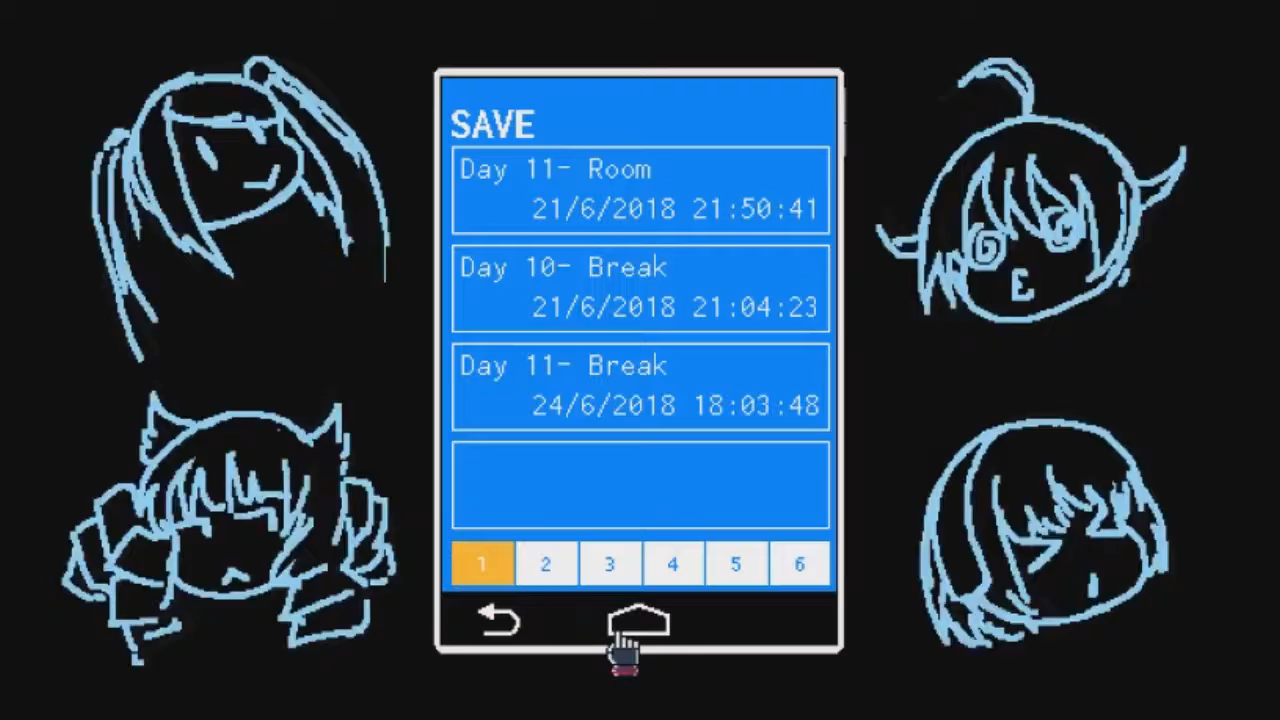 SAVE
Day 11- Room
21/6/2018 21:50:41
Day 10- Break
21/6/2018 21:04:23
Day 11- Break
24/6/2018 18:03:48
1 2 3 4 5 6